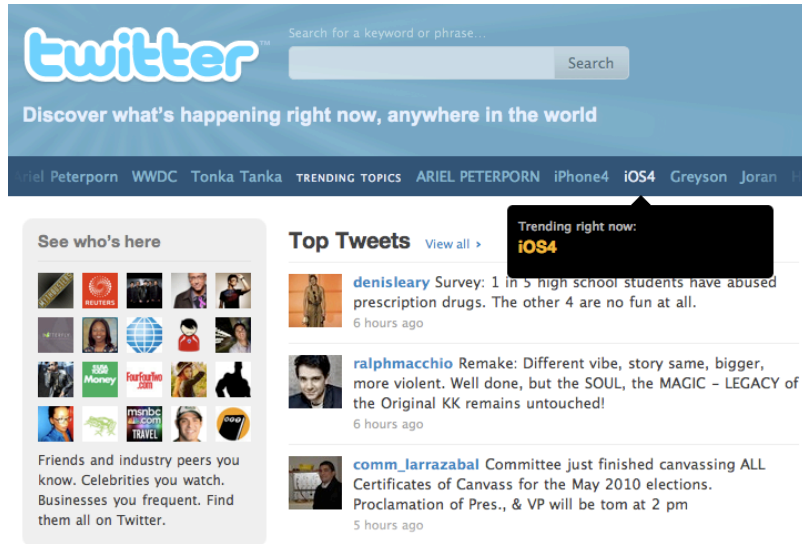 twitter™
Search for a keyword or phrase...
Search
Discover what's happening right now, anywhere in the world
riel Peterporn WWDC Tonka Tanka TRENDING TOPICS ARIEL PETERPORN iPhone4 iOS4 Greyson Joran H
Trending right now:
iOS4
See who's here
REUTERS
Money
FourFourTwo
.com
msnbc
.com
TRAVEL
Friends and industry peers you
know. Celebrities you watch.
Businesses you frequent. Find
them all on Twitter.
Top Tweets View all ›
denisleary Survey: 1 in 5 high school students have abused
prescription drugs. The other 4 are no fun at all.
6 hours ago
ralphmacchio Remake: Different vibe, story same, bigger,
more violent. Well done, but the SOUL, the MAGIC – LEGACY of
the Original KK remains untouched!
6 hours ago
comm_larrazabal Committee just finished canvassing ALL
Certificates of Canvass for the May 2010 elections.
Proclamation of Pres., & VP will be tom at 2 pm
5 hours ago